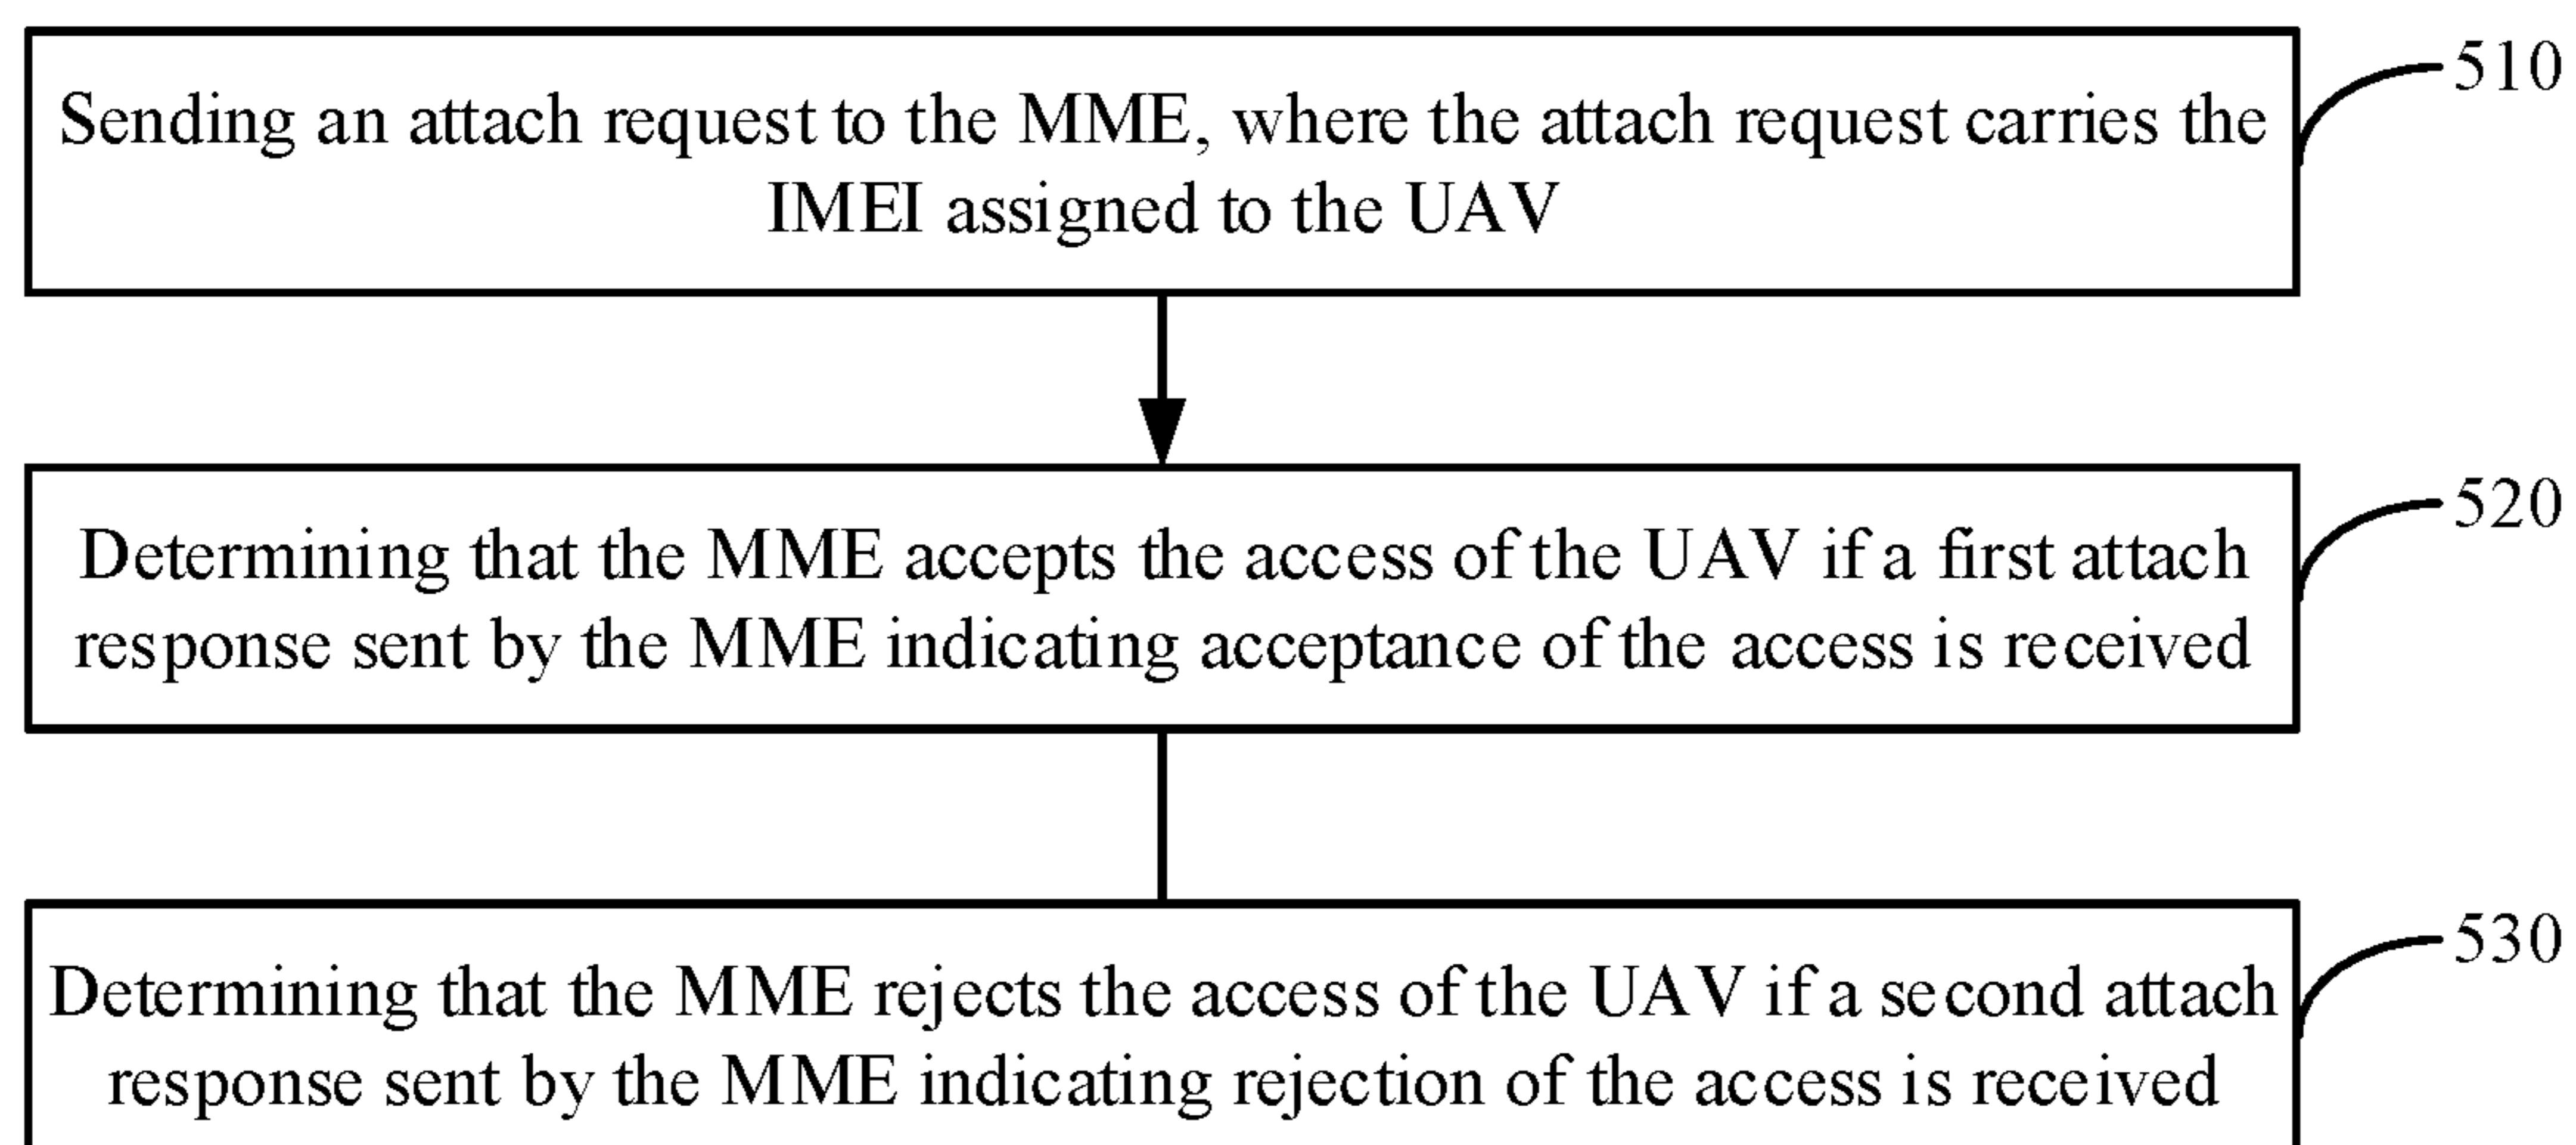 510
Sending an attach request to the MME, where the attach request carries the
IMEI assigned to the UAV
520
Determining that the MME accepts the access of the UAV if a first attach
response sent by the MME indicating acceptance of the access is received
530
Determining that the MME rejects the access of the UAV if a second attach
response sent by the MME indicating rejection of the access is received